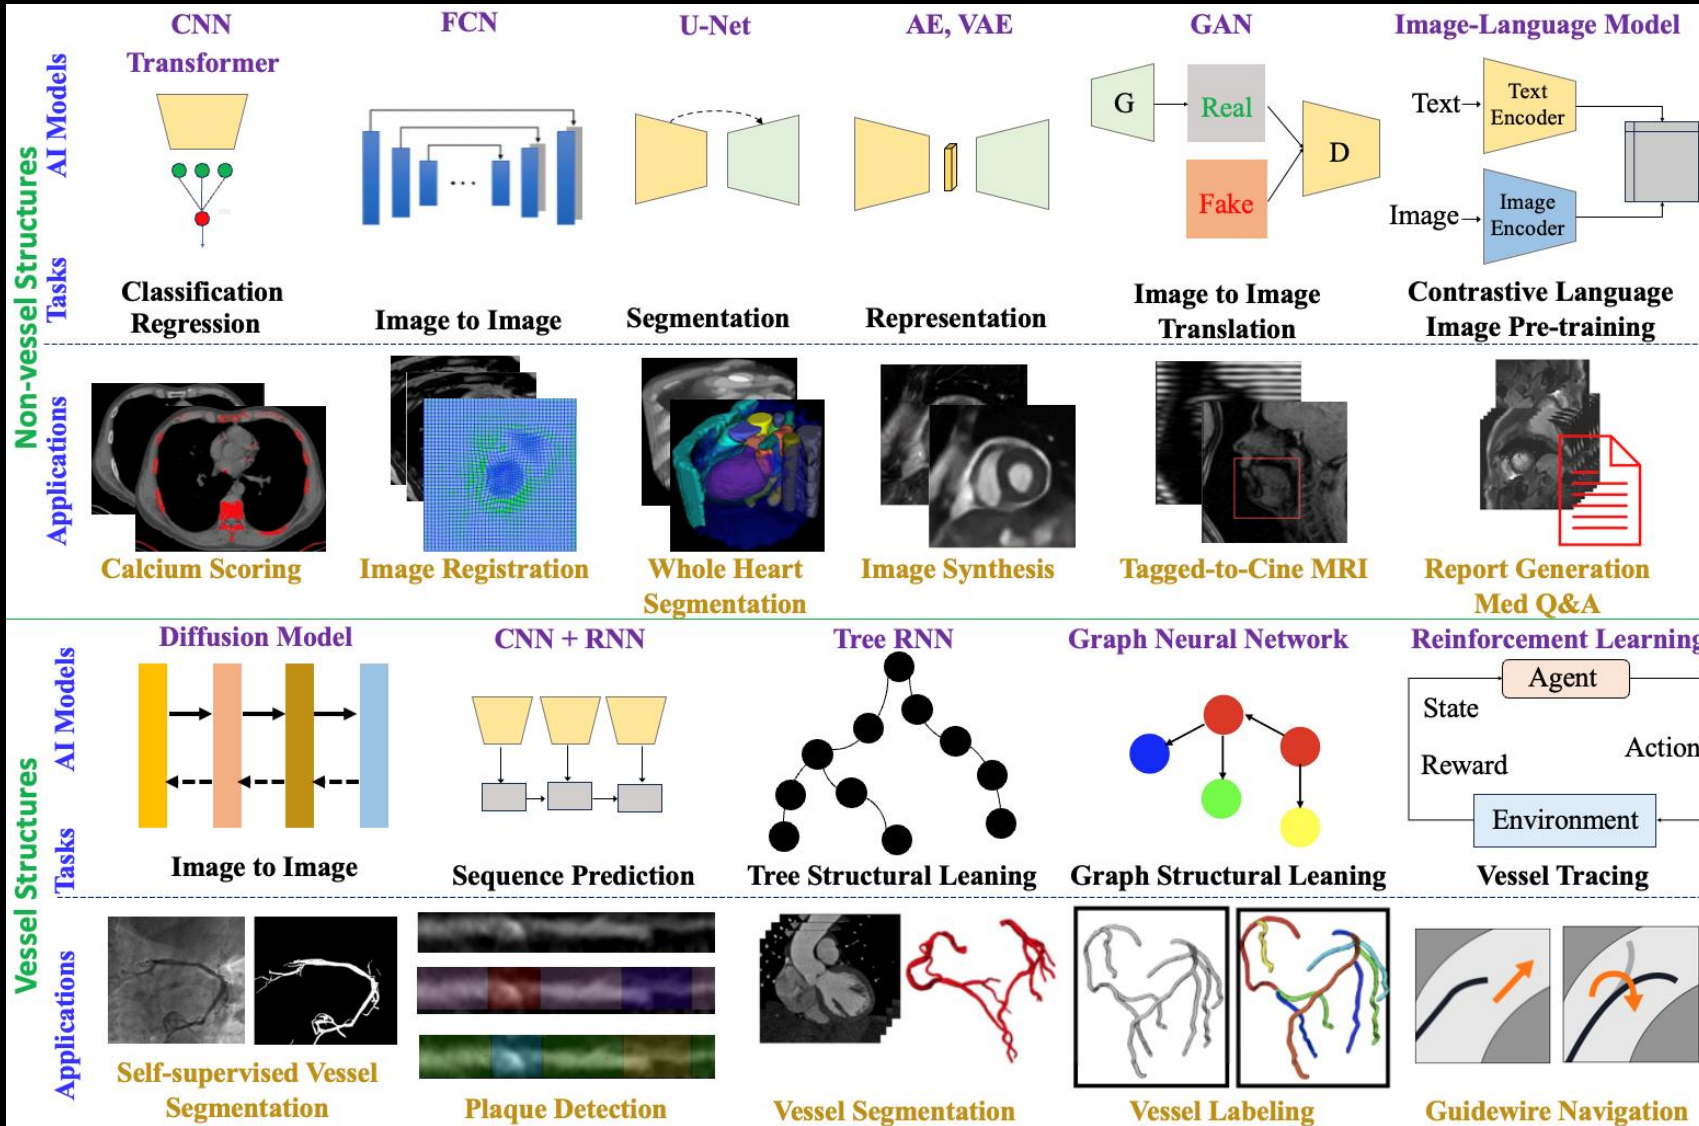 Non-vessel Structures
AI Models
CNN
Transformer
FCN
U-Net
AE, VAE
GAN
Image-Language Model
G
Real
Fake
D
Text
Text
Encoder
Image
Image
Encoder
Tasks
Classification
Regression
Image to Image
Segmentation
Representation
Image to Image
Translation
Contrastive Language
Image Pre-training
Applications
Calcium Scoring
Image Registration
Whole Heart
Segmentation
Image Synthesis
Tagged-to-Cine MRI
Report Generation
Med Q&A
Vessel Structures
AI Models
Diffusion Model
CNN + RNN
Tree RNN
Graph Neural Network
Reinforcement Learning
Agent
State
Reward
Action
Environment
Tasks
Image to Image
Sequence Prediction
Tree Structural Leaning
Graph Structural Leaning
Vessel Tracing
Applications
Self-supervised Vessel
Segmentation
Plaque Detection
Vessel Segmentation
Vessel Labeling
Guidewire Navigation